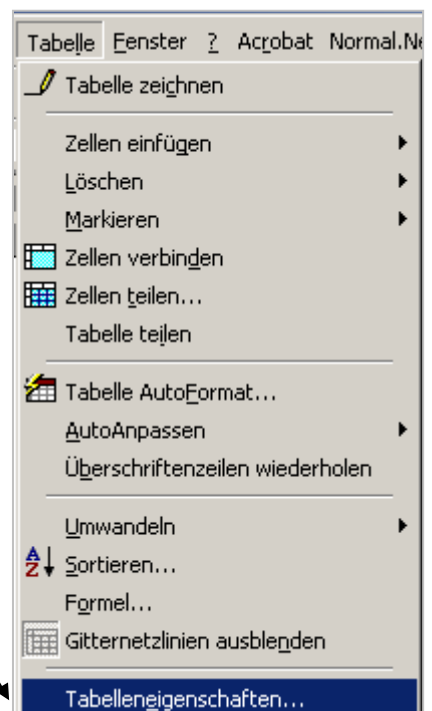 Tabelle Fenster ? Acrobat Normal.Ne
Tabelle zeichnen
Zellen einfügen
Löschen
Markieren
Zellen verbinden
Zellen teilen...
Tabelle teilen
Tabelle AutoFormat...
AutoAnpassen
Überschriftenzeilen wiederholen
Umwandeln
Sortieren...
Formel...
Gitternetzlinien ausblenden
Tabelleneigenschaften...